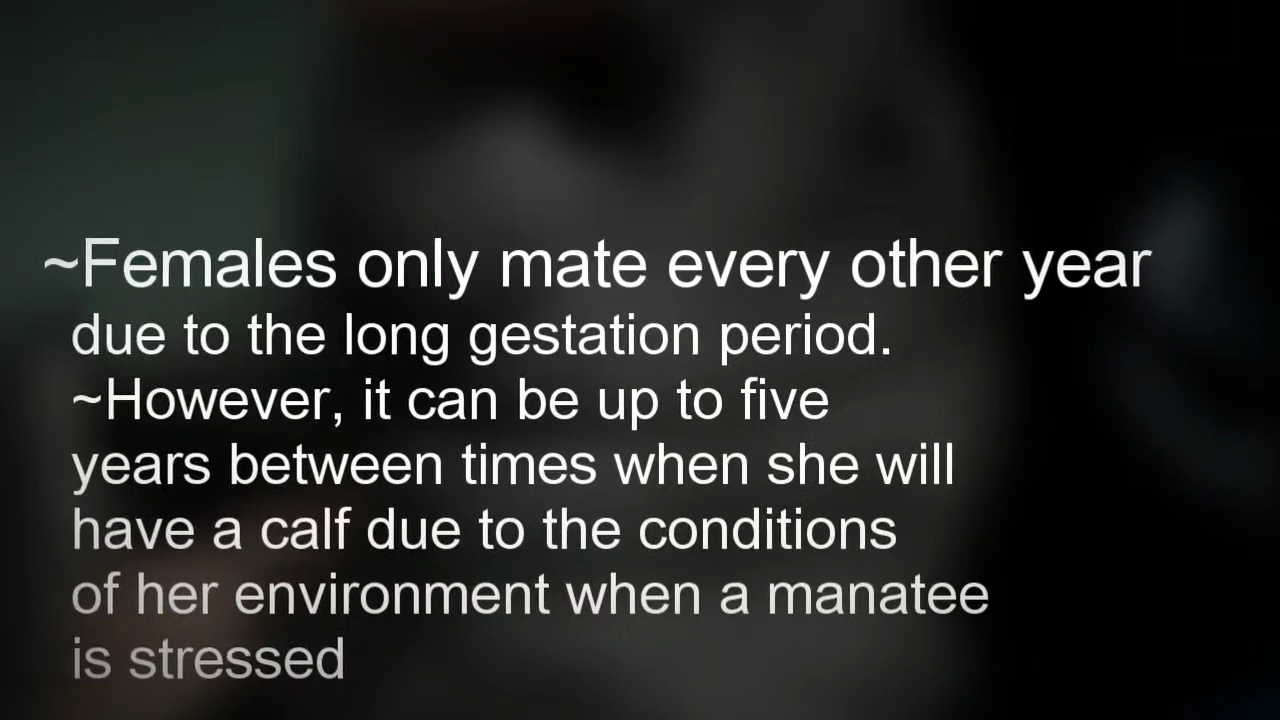 ~Females only mate every other year
due to the long gestation period.
~However, it can be up to five
years between times when she will
have a calf due to the conditions
of her environment when a manatee
is stressed